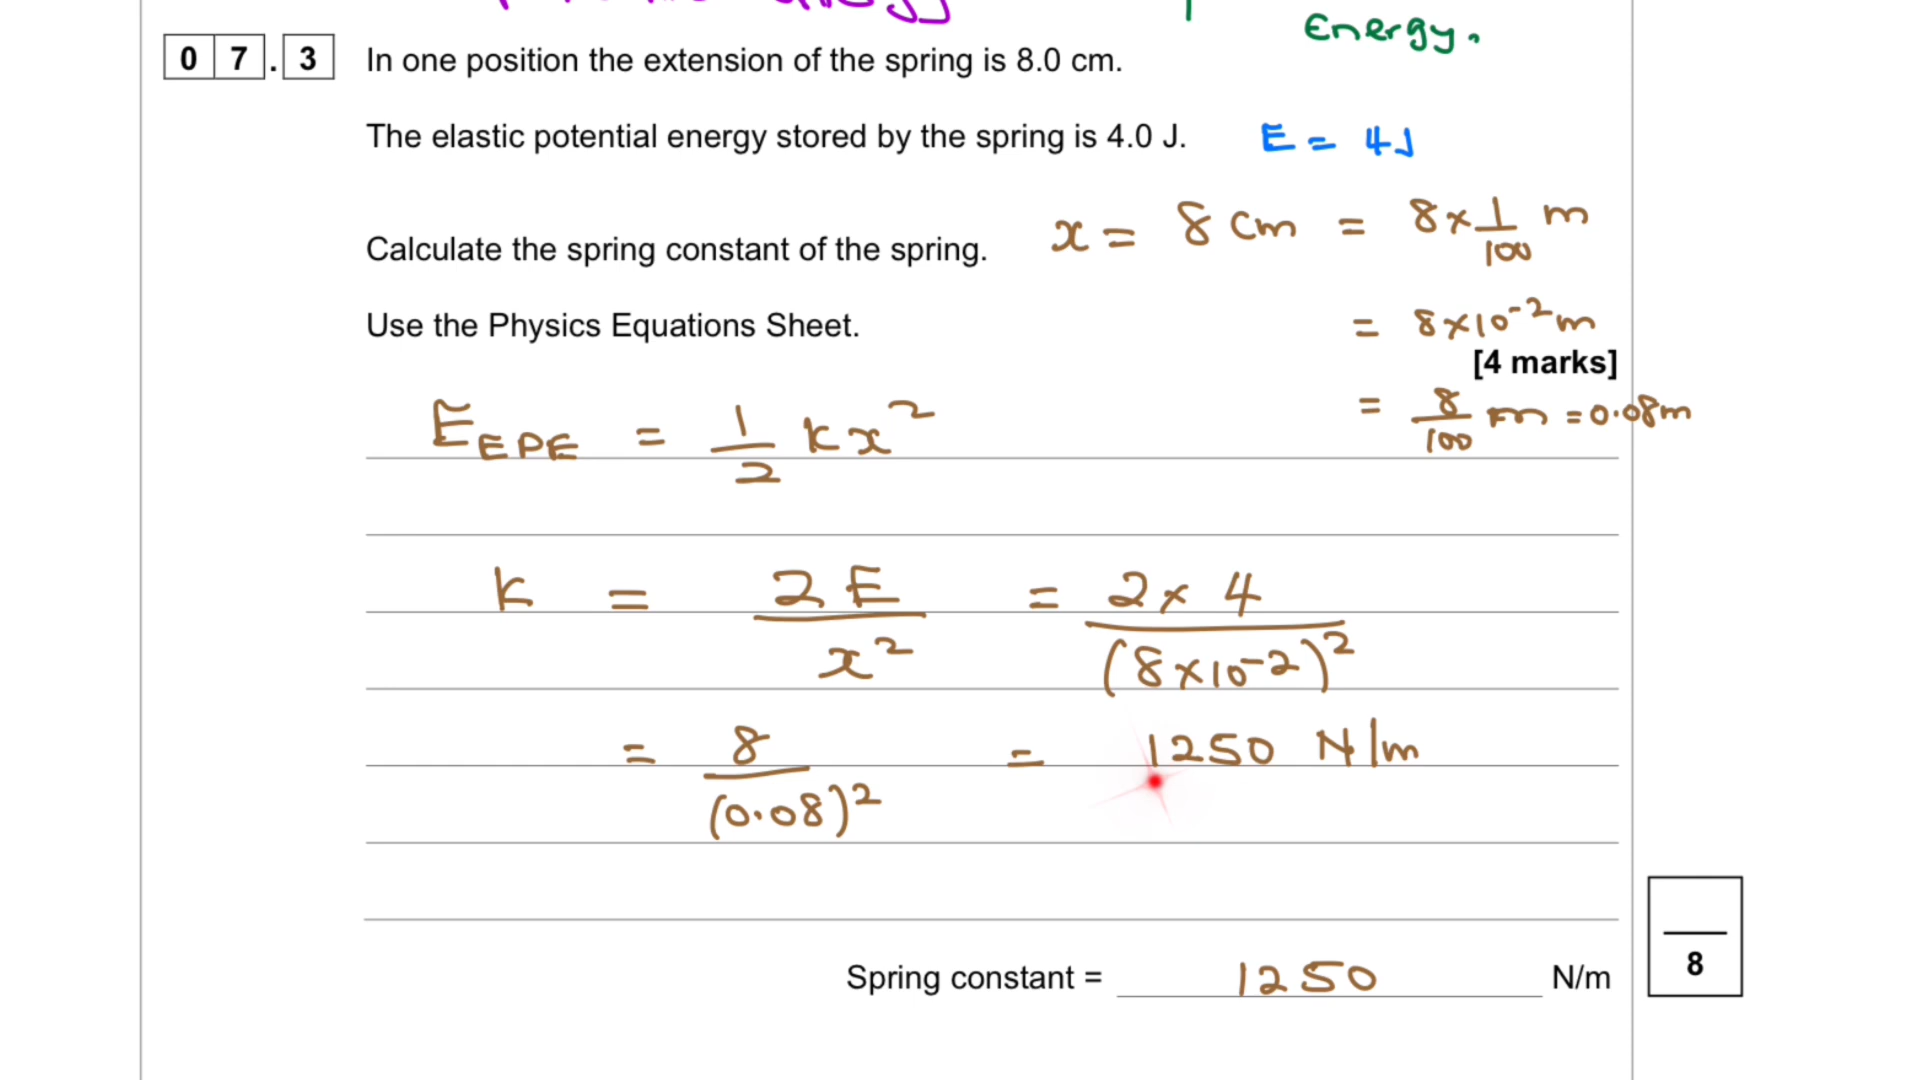 Energy.
07.3 In one position the extension of the spring is 8.0 cm.
The elastic potential energy stored by the spring is 4.0 J. E = 4J
x = 8 cm = 8 × 1/100 m
Calculate the spring constant of the spring.
Use the Physics Equations Sheet. = 8×10⁻² m
[4 marks]
= 8/100 m = 0.08m
E_EPE = 1/2 kx²
k = 2E/x² = 2×4/(8×10⁻²)²
= 8/(0.08)² = 1250 N/m
Spring constant = 1250 N/m
8